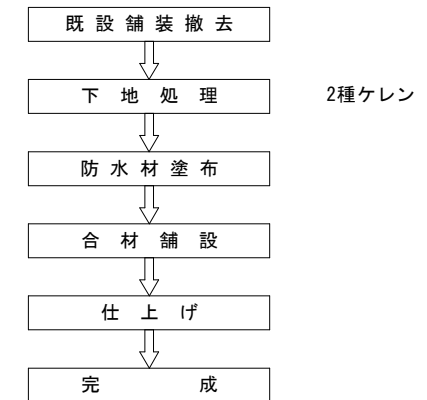 既設舗装撤去
下地処理 2種ケレン
防水材塗布
合材舗設
仕上げ
完成